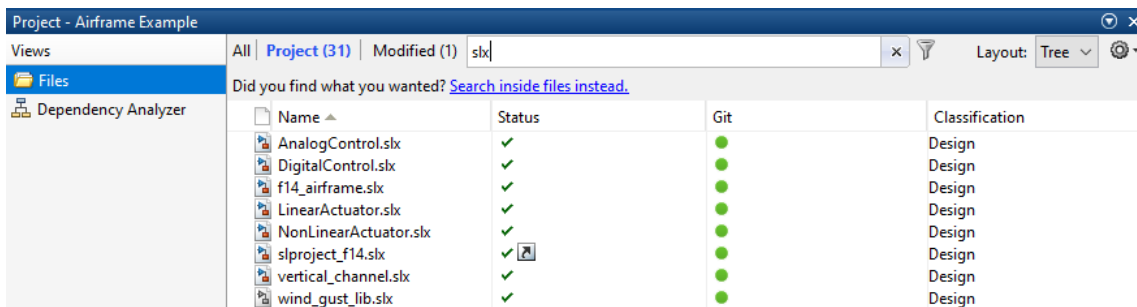 Project - Airframe Example
Views
All Project (31) Modified (1) slx Layout: Tree
Files
Did you find what you wanted? Search inside files instead.
Dependency Analyzer
Name Status Git Classification
AnalogControl.slx Design
DigitalControl.slx Design
f14_airframe.slx Design
LinearActuator.slx Design
NonLinearActuator.slx Design
slproject_f14.slx Design
vertical_channel.slx Design
wind_gust_lib.slx Design